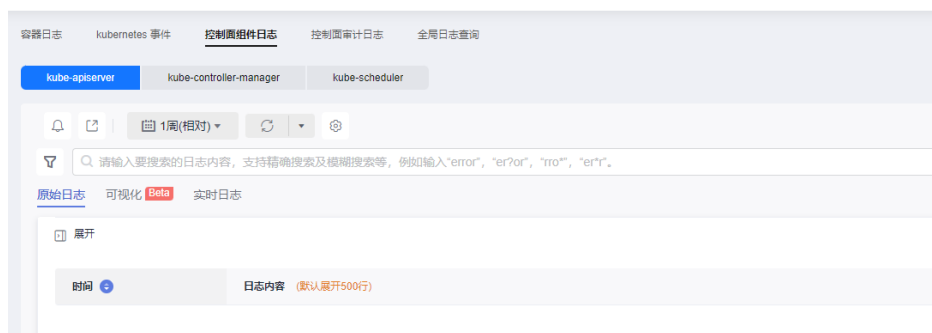 容器日志 kubernetes 事件 控制面组件日志 控制面审计日志 全局日志查询
kube-apiserver kube-controller-manager kube-scheduler
1周(相对)
请输入要搜索的日志内容，支持精确搜索及模糊搜索等，例如输入"error"，"er?or"，"rro*"，"er*r"。
原始日志 可视化 Beta 实时日志
展开
时间 日志内容 (默认展开500行)